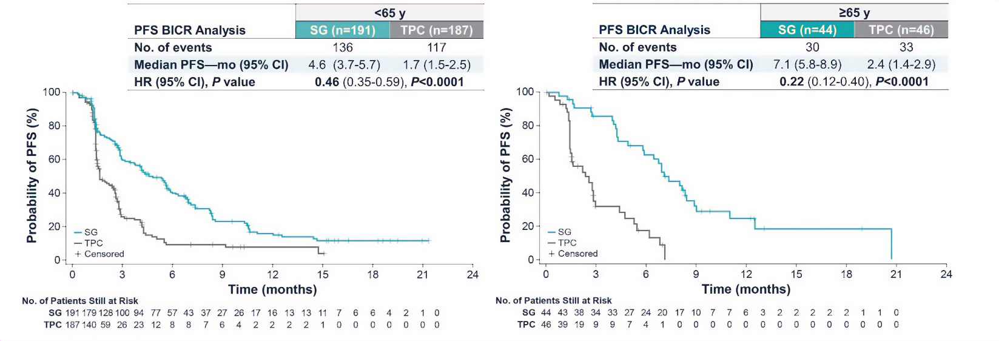 <65 y
PFS BICR Analysis SG (n=191) TPC (n=187)
No. of events 136 117
Median PFS—mo (95% CI) 4.6 (3.7-5.7) 1.7 (1.5-2.5)
HR (95% CI), P value 0.46 (0.35-0.59), P<0.0001
Probability of PFS (%)
100
80
60
40
20
0
SG
TPC
Censored
0 3 6 9 12 15 18 21 24
Time (months)
No. of Patients Still at Risk
SG 191 179 128 100 94 77 57 43 37 27 26 17 16 13 13 11 7 6 6 4 2 1 0
TPC 187 140 59 26 23 12 8 8 7 6 4 2 2 2 2 1 0 0 0 0 0 0 0
≥65 y
PFS BICR Analysis SG (n=44) TPC (n=46)
No. of events 30 33
Median PFS—mo (95% CI) 7.1 (5.8-8.9) 2.4 (1.4-2.9)
HR (95% CI), P value 0.22 (0.12-0.40), P<0.0001
Probability of PFS (%)
100
80
60
40
20
0
SG
TPC
Censored
0 3 6 9 12 15 18 21 24
Time (months)
No. of Patients Still at Risk
SG 44 43 38 34 33 27 24 20 17 10 7 7 6 3 2 2 2 2 2 1 1 0
TPC 46 39 19 9 9 7 4 1 0 0 0 0 0 0 0 0 0 0 0 0 0 0